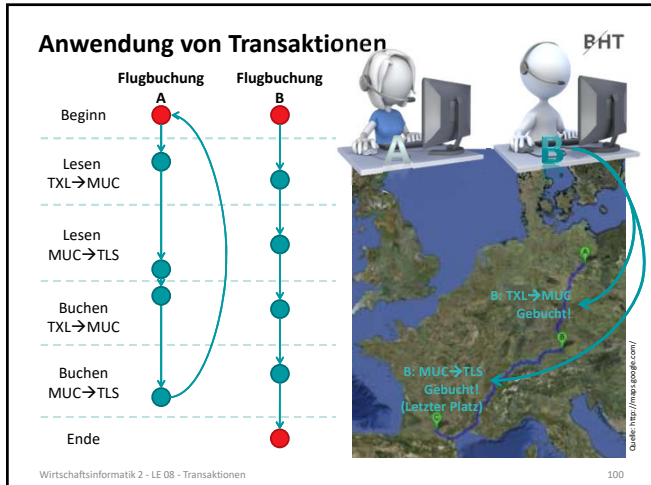 Anwendung von Transaktionen
BHT
Flugbuchung
A
Flugbuchung
B
Beginn
Lesen
TXL→MUC
Lesen
MUC→TLS
Buchen
TXL→MUC
Buchen
MUC→TLS
Ende
A
B
A
B: TXL→MUC
Gebucht!
B
B: MUC→TLS
Gebucht!
(Letzter Platz)
C
Quelle: http://maps.google.com/
Wirtschaftsinformatik 2 - LE 08 - Transaktionen
100